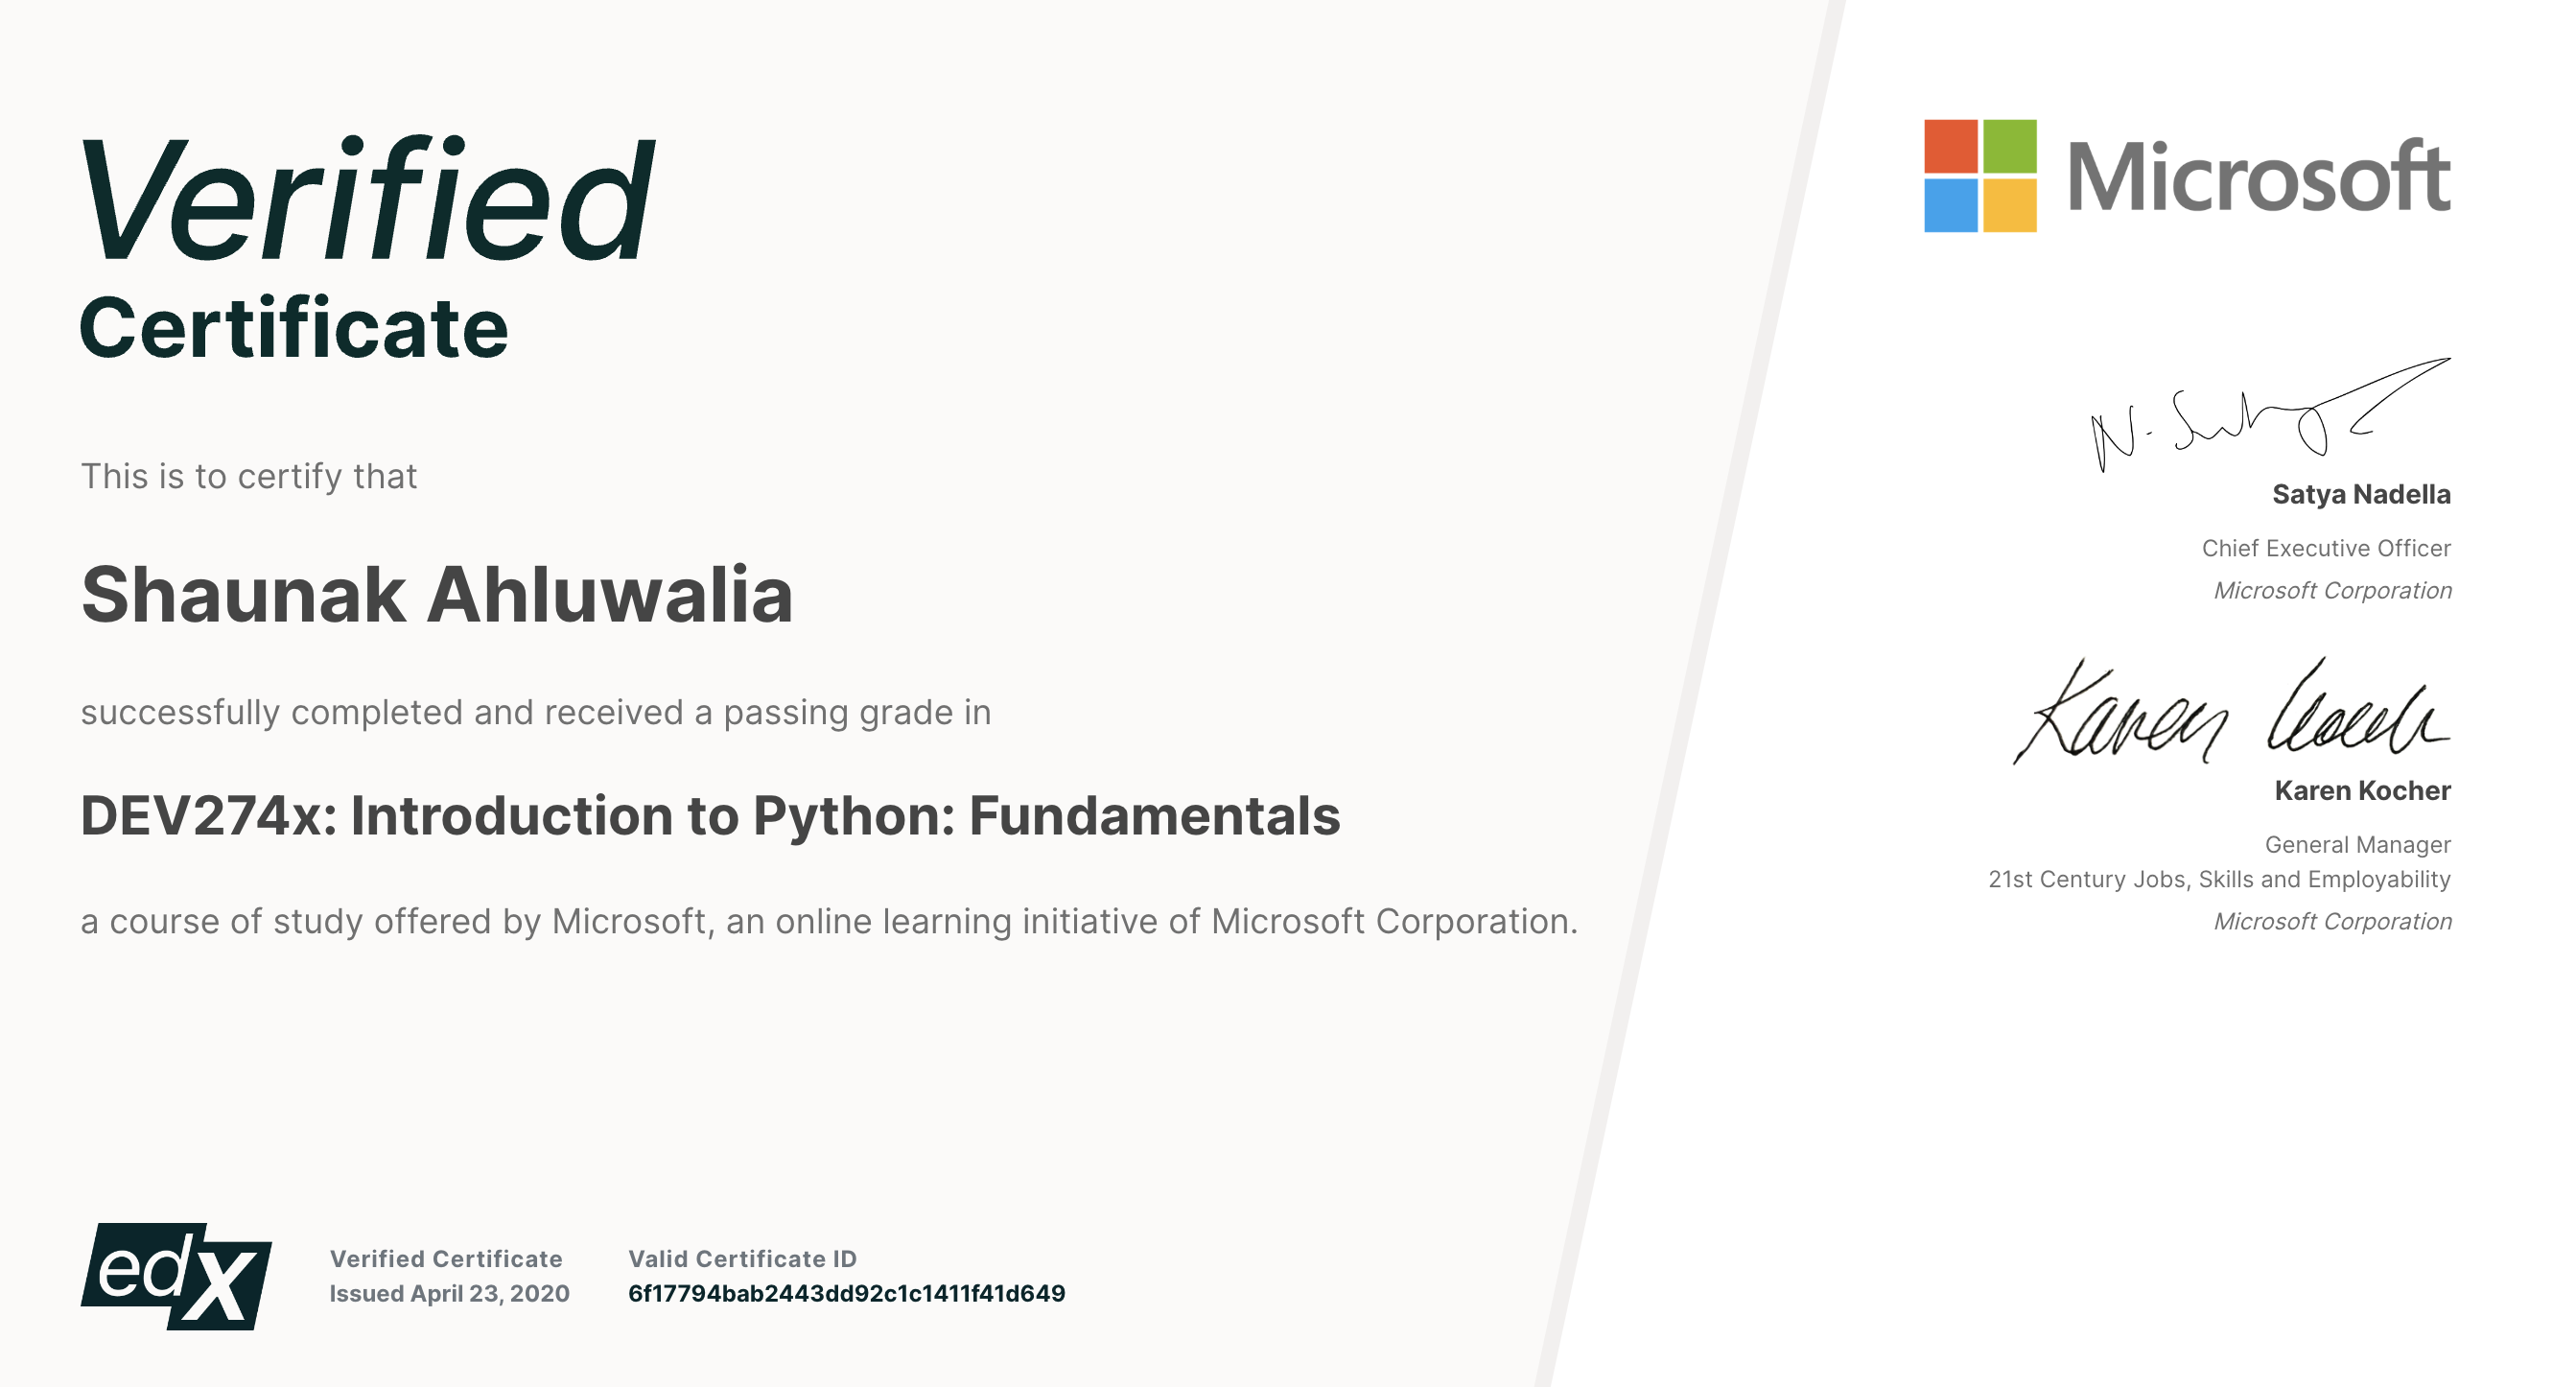 Verified
Certificate
This is to certify that
Shaunak Ahluwalia
successfully completed and received a passing grade in
DEV274x: Introduction to Python: Fundamentals
a course of study offered by Microsoft, an online learning initiative of Microsoft Corporation.
edX
Verified Certificate
Issued April 23, 2020
Valid Certificate ID
6f17794bab2443dd92c1c1411f41d649
Microsoft
Satya Nadella
Chief Executive Officer
Microsoft Corporation
Karen Kocher
Karen Kocher
General Manager
21st Century Jobs, Skills and Employability
Microsoft Corporation